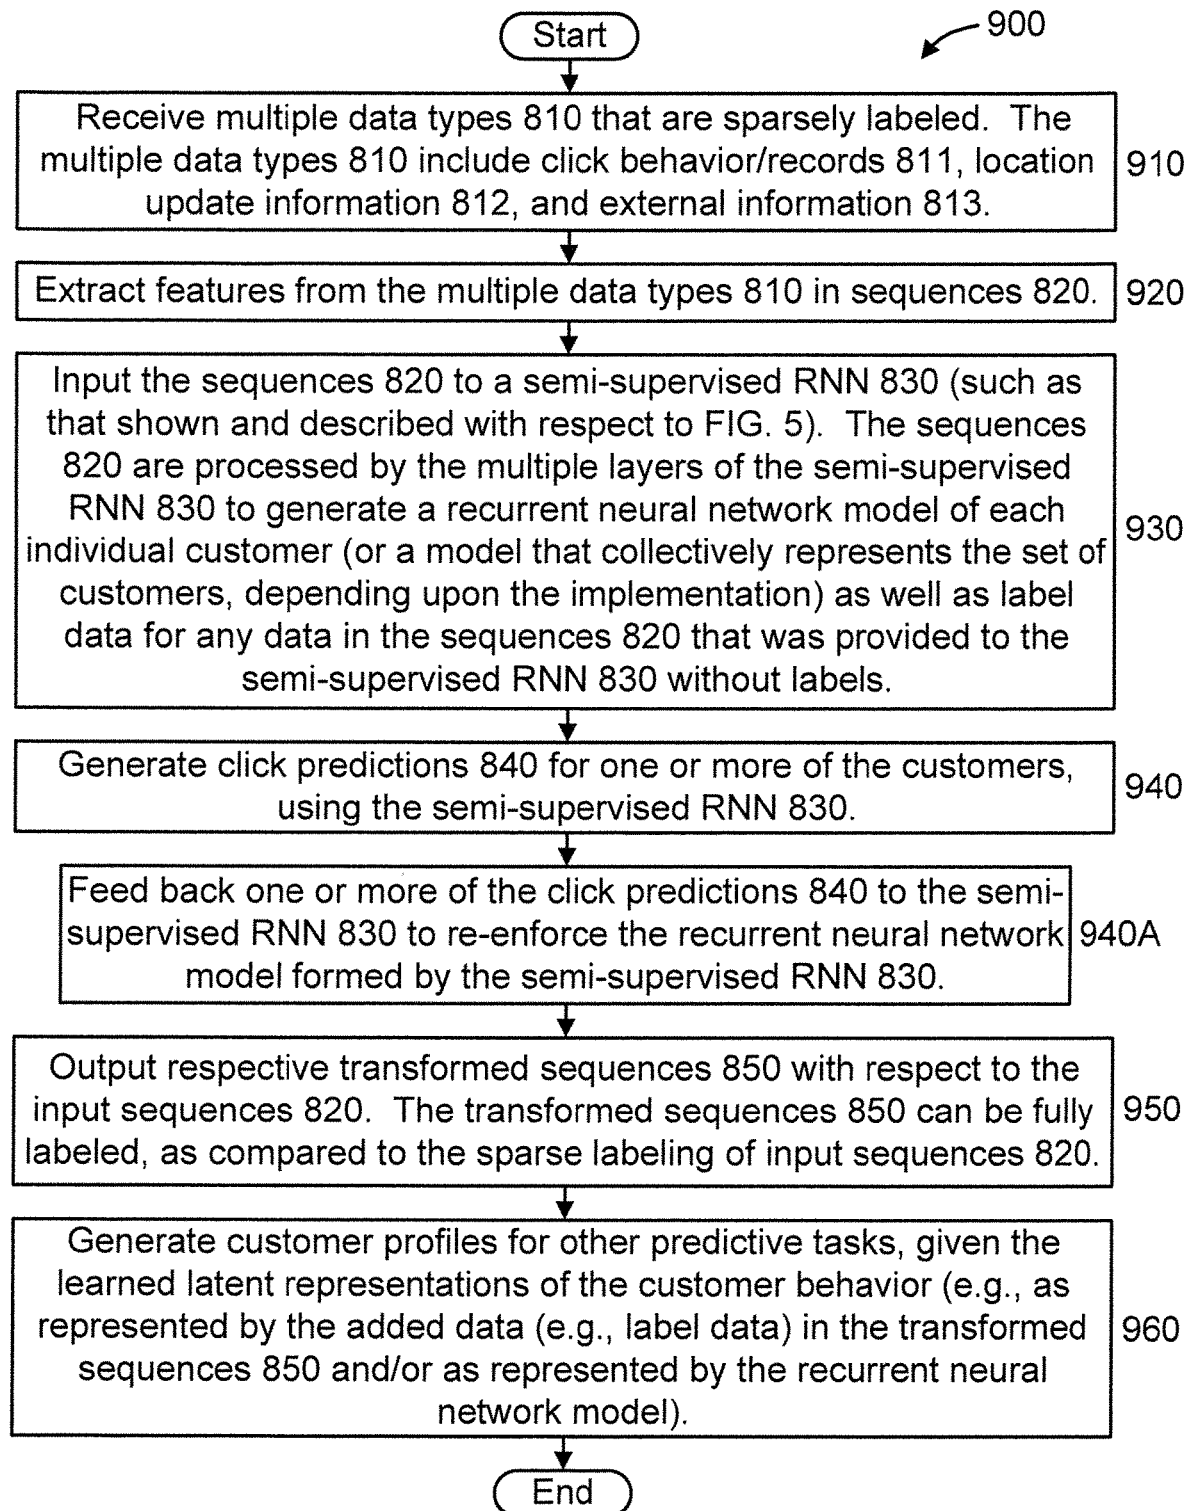 Start
900
Receive multiple data types 810 that are sparsely labeled. The
multiple data types 810 include click behavior/records 811, location
update information 812, and external information 813.
910
Extract features from the multiple data types 810 in sequences 820.
920
Input the sequences 820 to a semi-supervised RNN 830 (such as
that shown and described with respect to FIG. 5). The sequences
820 are processed by the multiple layers of the semi-supervised
RNN 830 to generate a recurrent neural network model of each
individual customer (or a model that collectively represents the set of
customers, depending upon the implementation) as well as label
data for any data in the sequences 820 that was provided to the
semi-supervised RNN 830 without labels.
930
Generate click predictions 840 for one or more of the customers,
using the semi-supervised RNN 830.
940
Feed back one or more of the click predictions 840 to the semi-
supervised RNN 830 to re-enforce the recurrent neural network
model formed by the semi-supervised RNN 830.
940A
Output respective transformed sequences 850 with respect to the
input sequences 820. The transformed sequences 850 can be fully
labeled, as compared to the sparse labeling of input sequences 820.
950
Generate customer profiles for other predictive tasks, given the
learned latent representations of the customer behavior (e.g., as
represented by the added data (e.g., label data) in the transformed
sequences 850 and/or as represented by the recurrent neural
network model).
960
End